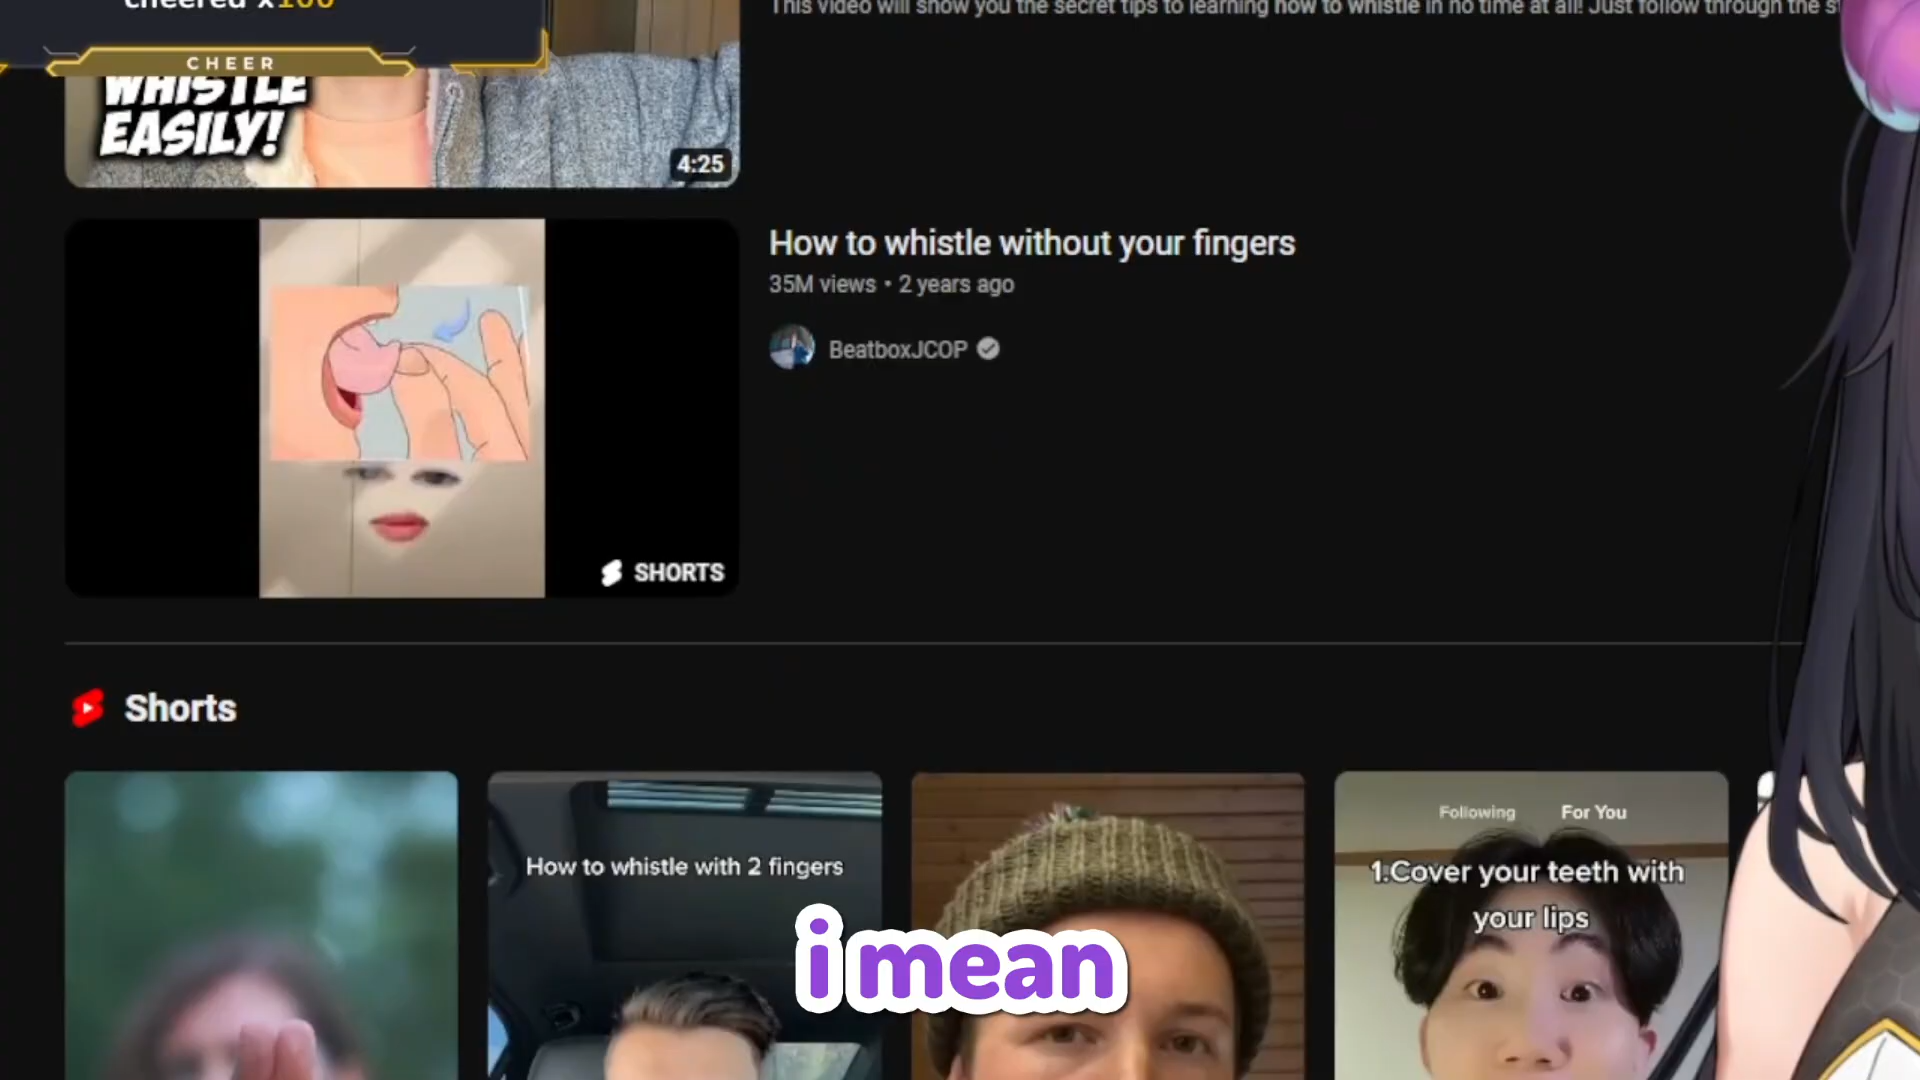 cheered x100
This video will show you the secret tips to learning how to whistle in no time at all! Just follow through the
CHEER
WHISTLE
EASILY!
4:25
How to whistle without your fingers
35M views • 2 years ago
BeatboxJCOP
SHORTS
Shorts
Following For You
How to whistle with 2 fingers
1.Cover your teeth with
your lips
i mean